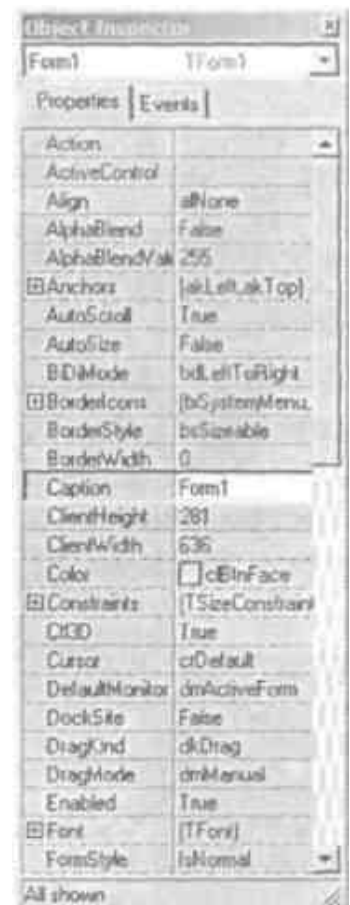 Object Inspector
Form1 TForm1
Properties Events
Action
ActiveControl
Align alNone
AlphaBlend False
AlphaBlendVal 255
Anchors [akLeft,akTop]
AutoScroll True
AutoSize False
BiDiMode bdLeftToRight
BorderIcons [biSystemMenu,
BorderStyle bsSizeable
BorderWidth 0
Caption Form1
ClientHeight 281
ClientWidth 636
Color clBtnFace
Constraints (TSizeConstraint
Ctl3D True
Cursor crDefault
DefaultMonitor dmActiveForm
DockSite False
DragKind dkDrag
DragMode dmManual
Enabled True
Font (TFont)
FormStyle fsNormal
All shown